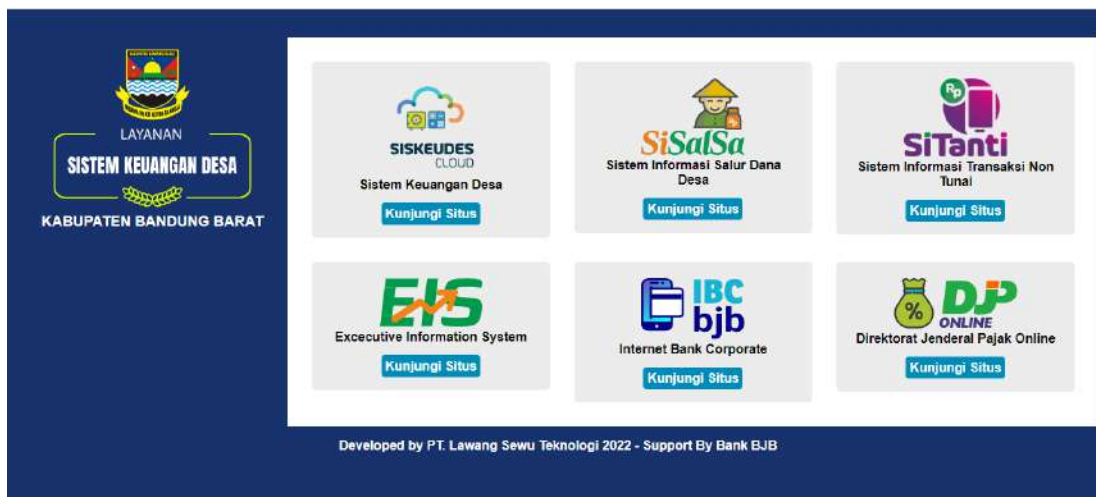 LAYANAN
SISTEM KEUANGAN DESA
KABUPATEN BANDUNG BARAT
SISKEUDES
CLOUD
Sistem Keuangan Desa
Kunjungi Situs
SiSalSa
Sistem Informasi Salur Dana
Desa
Kunjungi Situs
Rp
SiTanti
Sistem Informasi Transaksi Non
Tunai
Kunjungi Situs
EIS
Excecutive Information System
Kunjungi Situs
IBC
bjb
Internet Bank Corporate
Kunjungi Situs
%
DJP
ONLINE
Direktorat Jenderal Pajak Online
Kunjungi Situs
Developed by PT. Lawang Sewu Teknologi 2022 - Support By Bank BJB